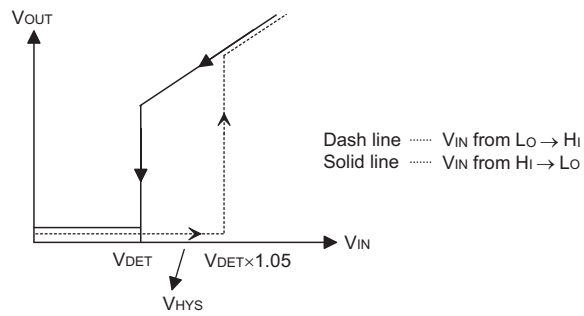 VOUT
Dash line ······ VIN from LO → HI
Solid line ······ VIN from HI → LO
VIN
VDET
VDET×1.05
VHYS